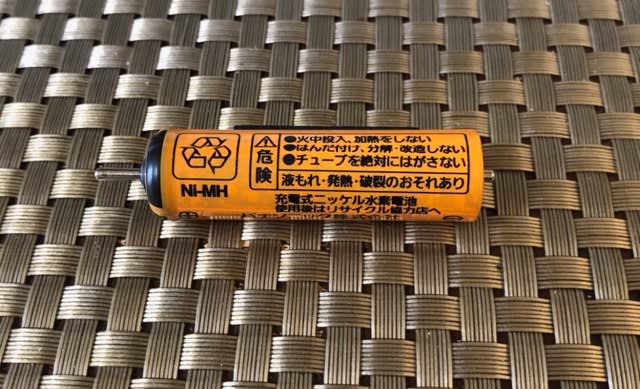 ●火中投入、加熱をしない
●はんだ付け、分解・改造しない
●チューブを絶対にはがさない
危険
液もれ・発熱・破裂のおそれあり
Ni-MH
充電式ニッケル水素電池
使用後はリサイクル協力店へ